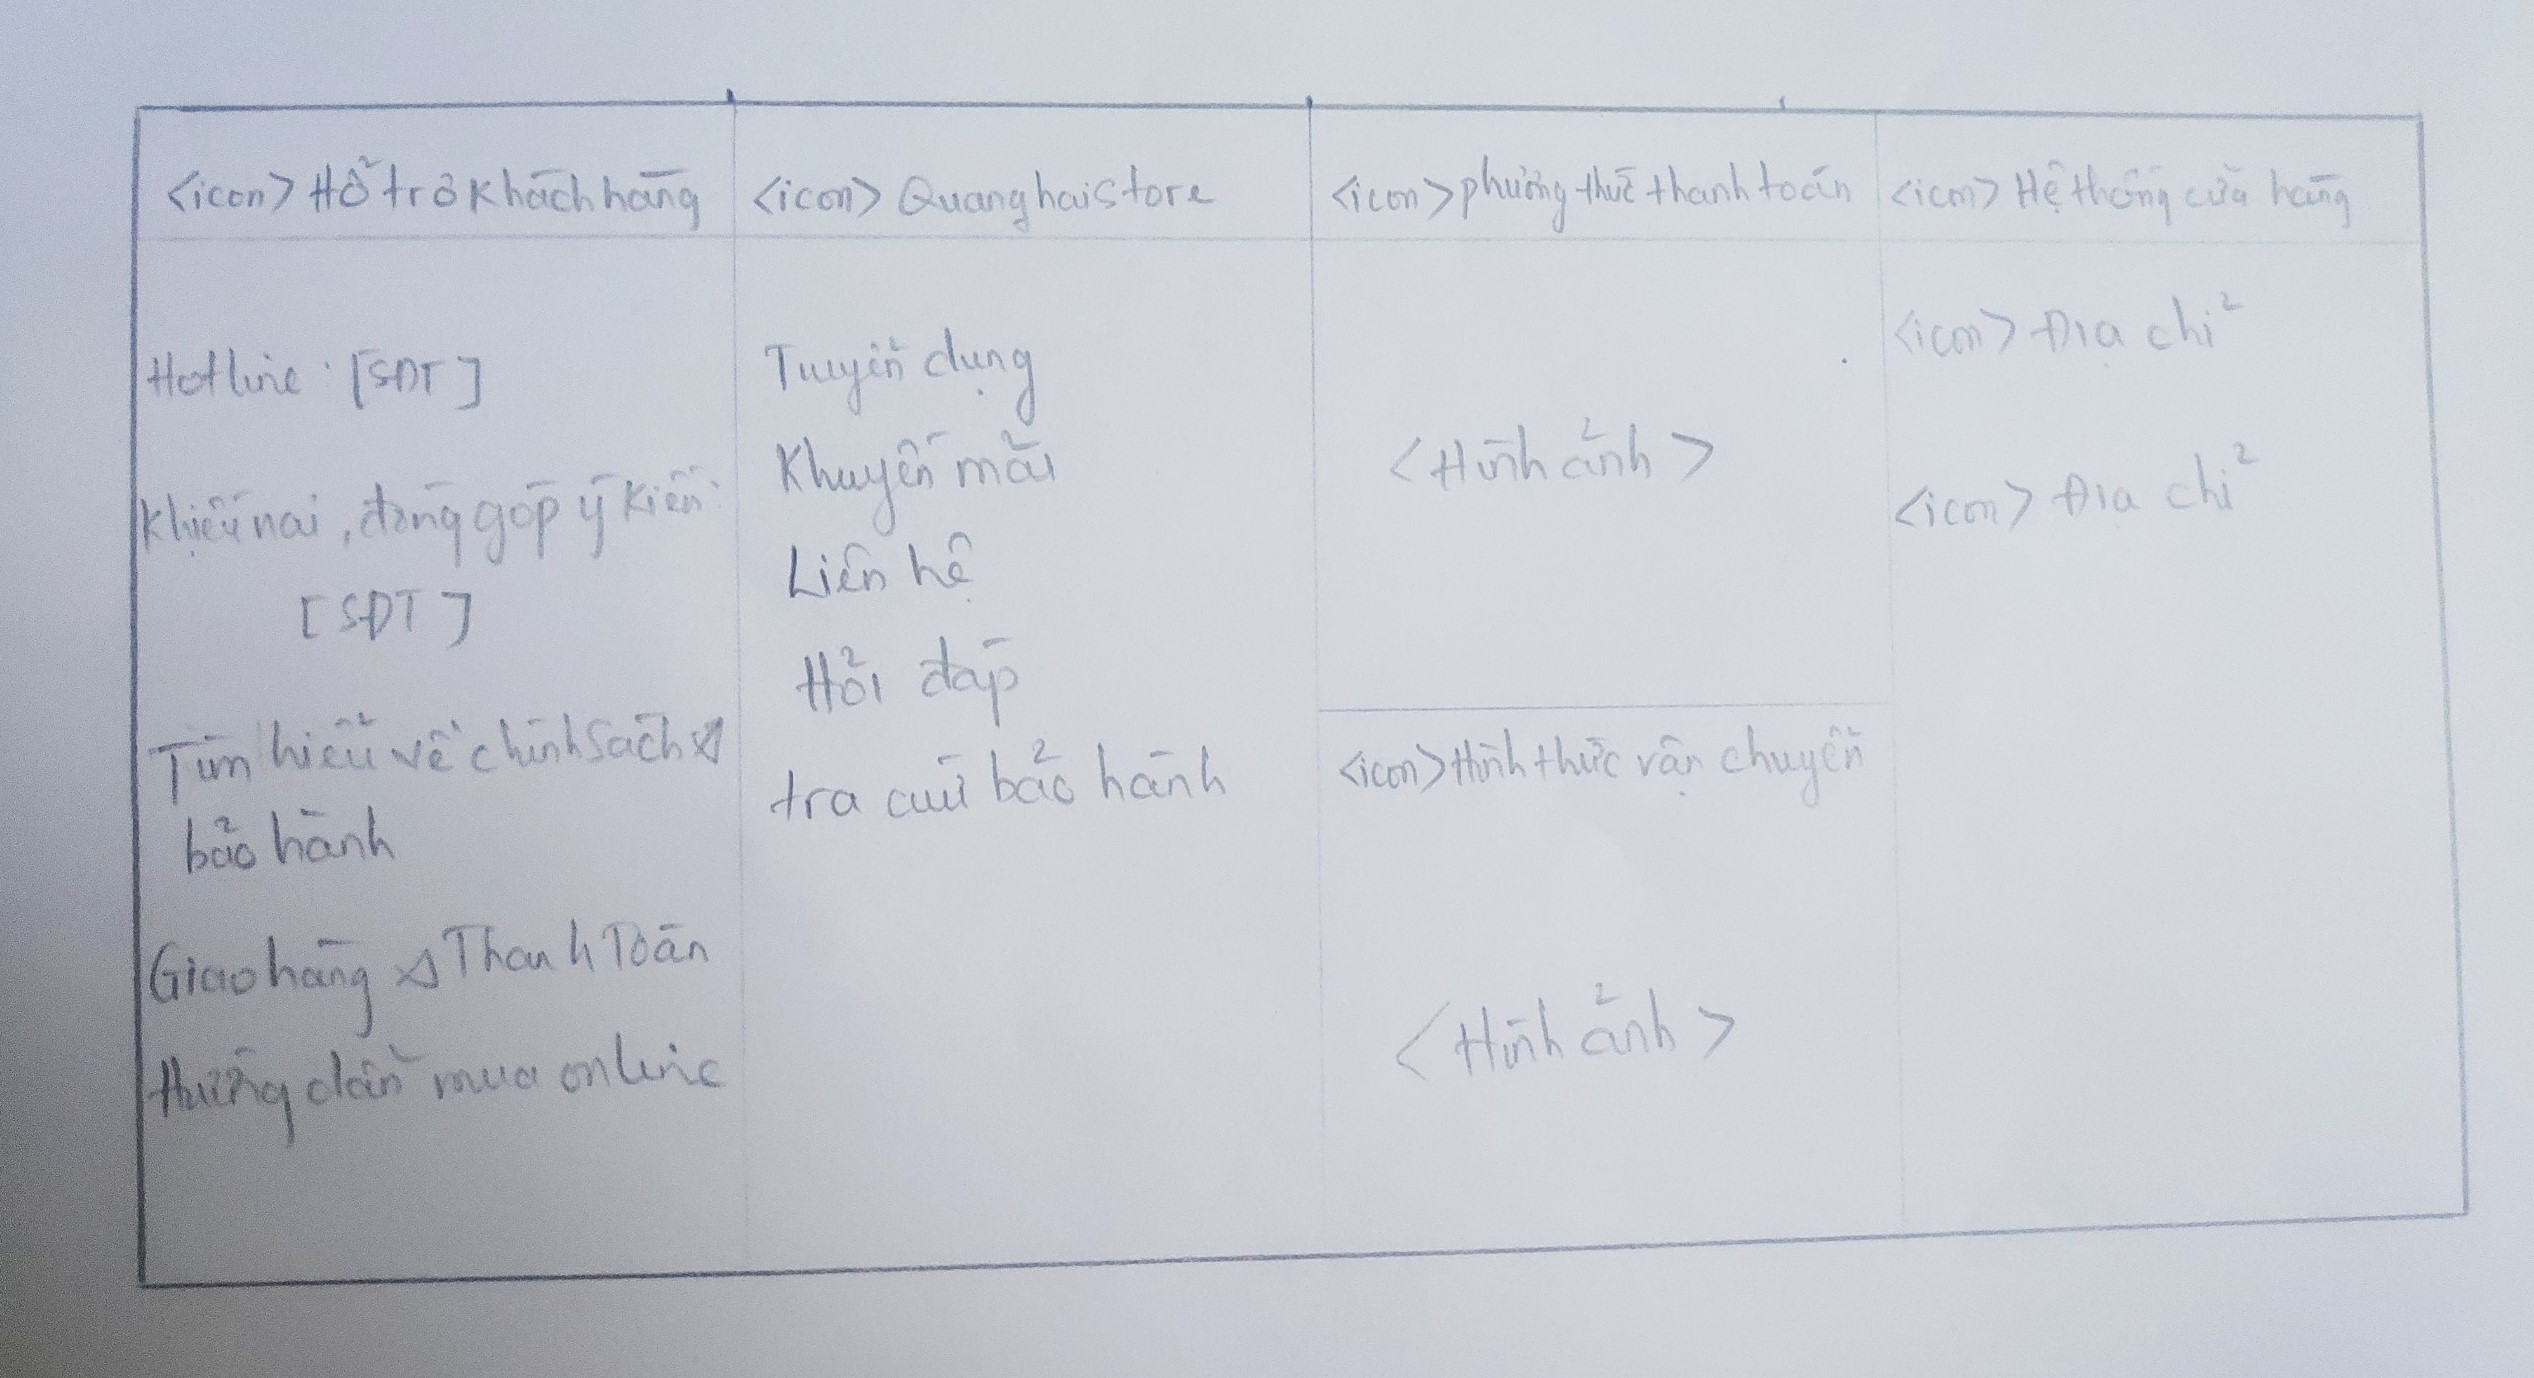 <icon> Hỗ trợ Khách hàng
Hotline: [SĐT]
Khiếu nại, đóng góp ý kiến:
[SĐT]
Tìm hiểu về chính sách &
bảo hành
Giao hàng & Thanh Toán
Hướng dẫn mua online
<icon> Quanghaistore
Tuyển dụng
Khuyến mãi
Liên hệ
Hỏi đáp
tra cứu bảo hành
<icon> phương thức thanh toán
<Hình ảnh>
<icon> Hình thức vận chuyển
<Hình ảnh>
<icon> Hệ thống cửa hàng
<icon> Địa chỉ
<icon> Địa chỉ